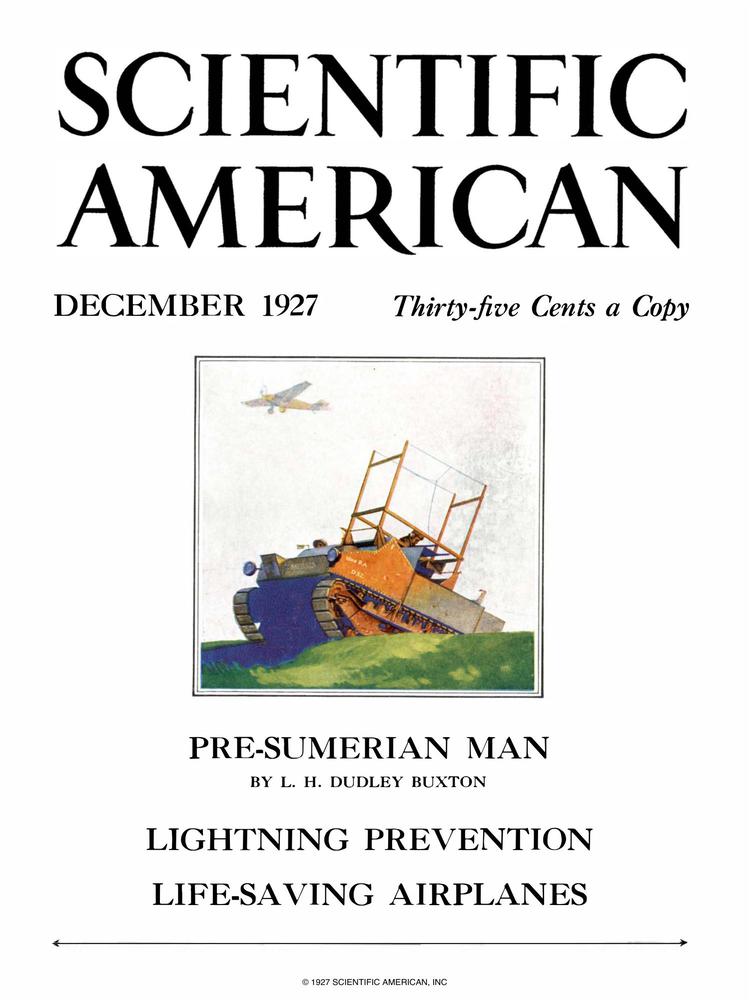 SCIENTIFIC
AMERICAN
DECEMBER 1927 Thirty-five Cents a Copy
PRE-SUMERIAN MAN
BY L. H. DUDLEY BUXTON
LIGHTNING PREVENTION
LIFE-SAVING AIRPLANES
© 1927 SCIENTIFIC AMERICAN, INC